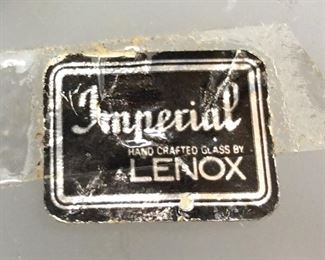 Imperial
HAND CRAFTED GLASS BY
LENOX